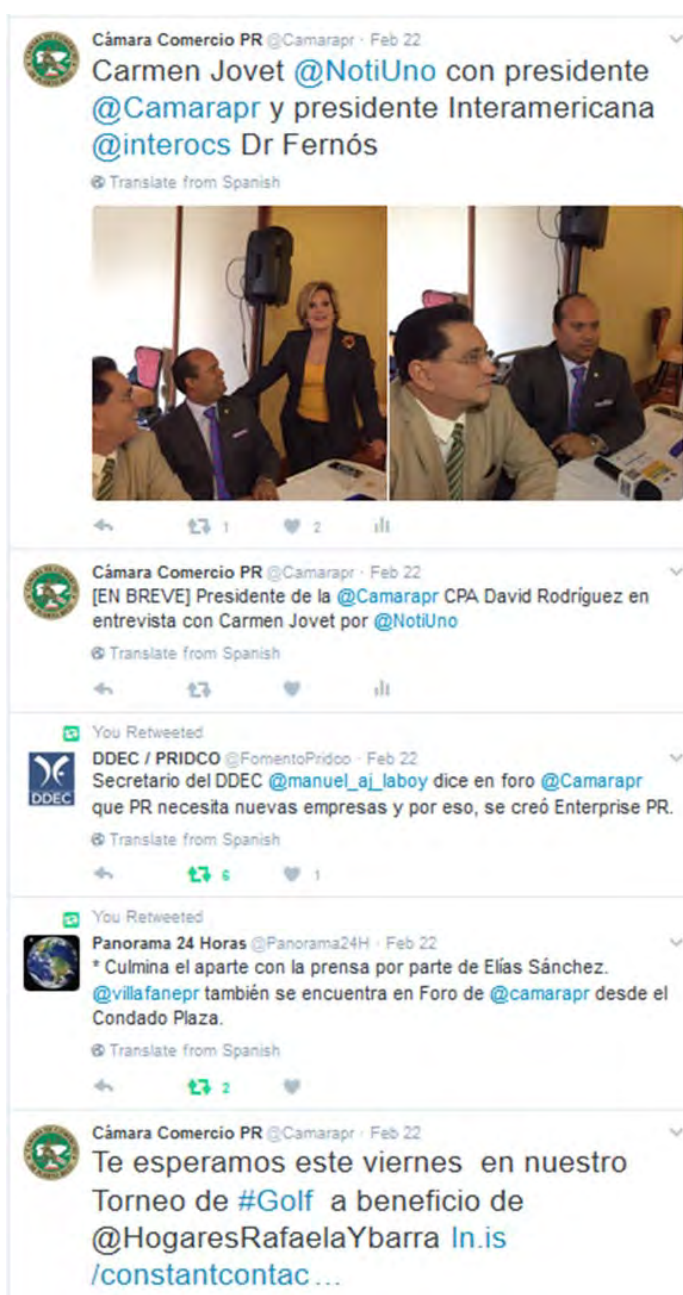 Cámara Comercio PR @Camarapr · Feb 22
Carmen Jovet @NotiUno con presidente
@Camarapr y presidente Interamericana
@interocs Dr Fernós
Translate from Spanish
1 2
Cámara Comercio PR @Camarapr · Feb 22
[EN BREVE] Presidente de la @Camarapr CPA David Rodríguez en
entrevista con Carmen Jovet por @NotiUno
Translate from Spanish
You Retweeted
DDEC / PRIDCO @FomentoPridco · Feb 22
DDEC
Secretario del DDEC @manuel_aj_laboy dice en foro @Camarapr
que PR necesita nuevas empresas y por eso, se creó Enterprise PR.
Translate from Spanish
6 1
You Retweeted
Panorama 24 Horas @Panorama24H · Feb 22
* Culmina el aparte con la prensa por parte de Elías Sánchez.
@villafanepr también se encuentra en Foro de @camarapr desde el
Condado Plaza.
Translate from Spanish
2
Cámara Comercio PR @Camarapr · Feb 22
Te esperamos este viernes en nuestro
Torneo de #Golf a beneficio de
@HogaresRafaelaYbarra ln.is
/constantcontac...